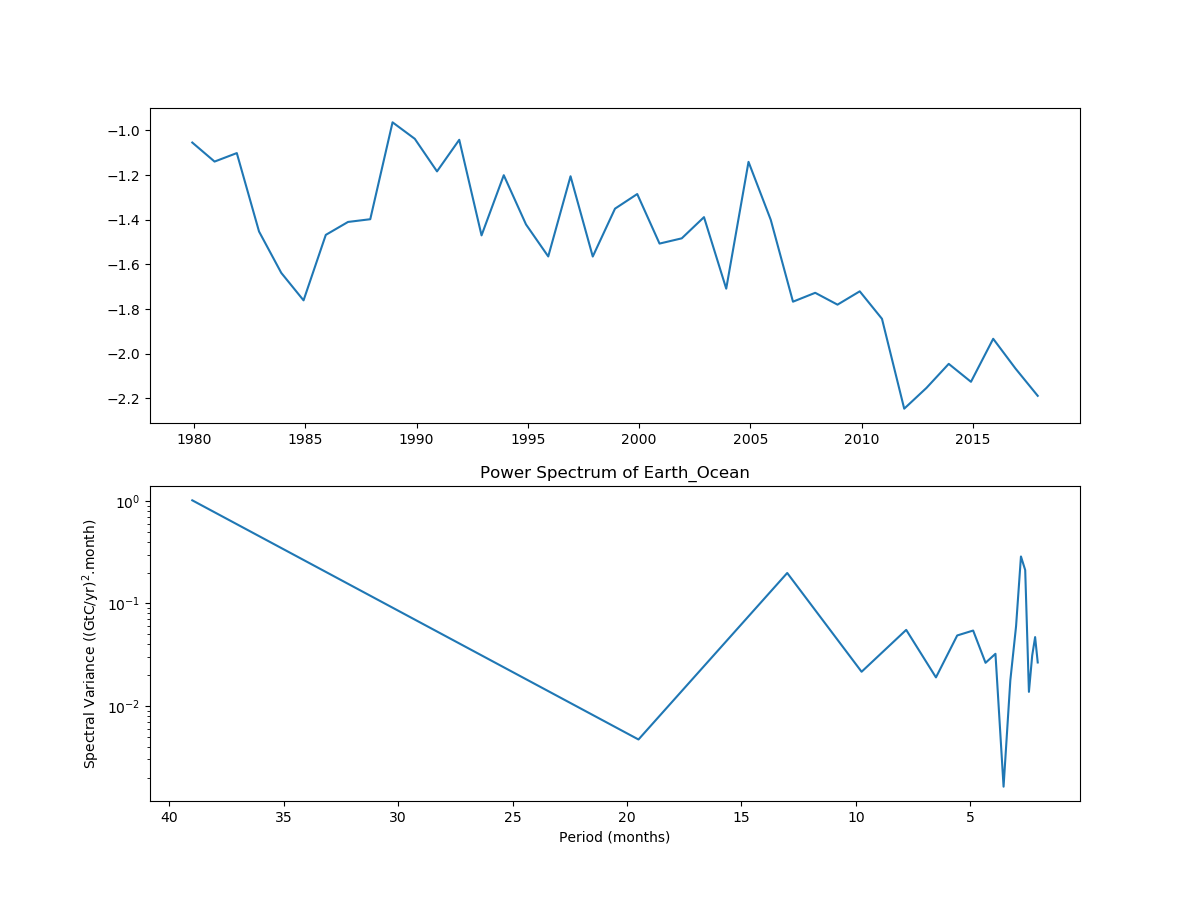 −1.0
−1.2
−1.4
−1.6
−1.8
−2.0
−2.2
1980 1985 1990 1995 2000 2005 2010 2015
Power Spectrum of Earth_Ocean
10⁰
10⁻¹
10⁻²
Spectral Variance ((GtC/yr)².month)
40 35 30 25 20 15 10 5
Period (months)